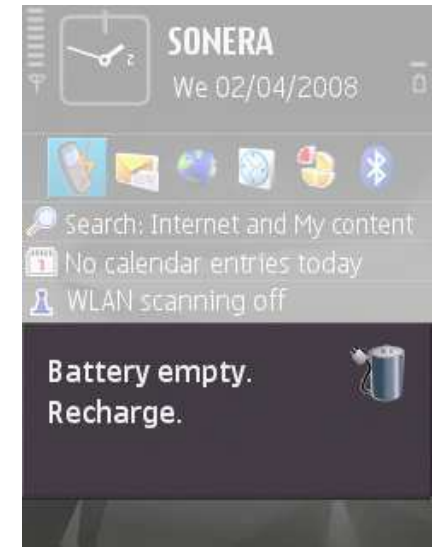 SONERA
We 02/04/2008
Search: Internet and My content
No calendar entries today
WLAN scanning off
Battery empty.
Recharge.